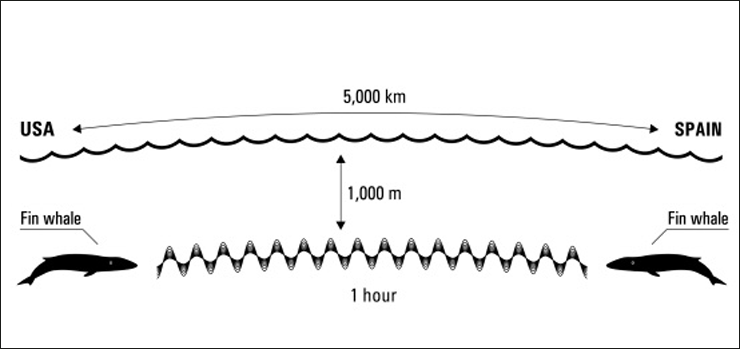 5,000 km
USA
SPAIN
1,000 m
Fin whale
Fin whale
1 hour